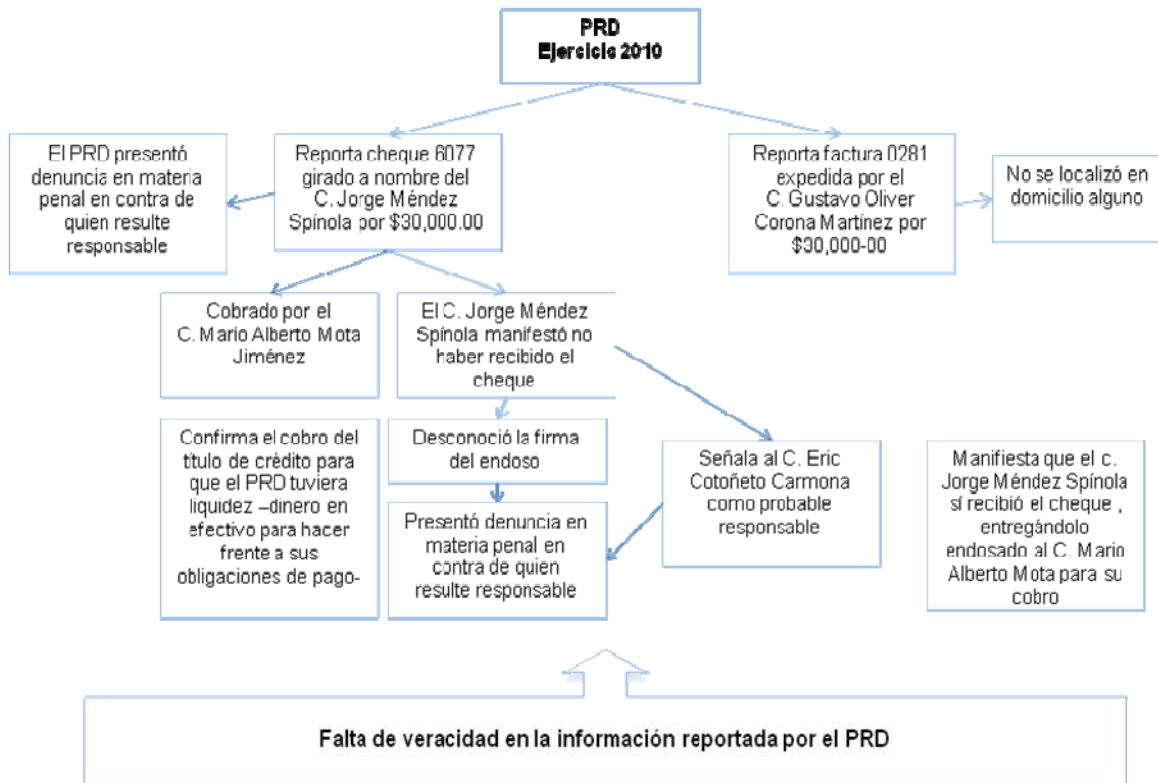 PRD
Ejercicio 2010
El PRD presentó
denuncia en materia
penal en contra de
quien resulte
responsable
Reporta cheque 6077
girado a nombre del
C. Jorge Méndez
Spínola por $30,000.00
Reporta factura 0281
expedida por el
C. Gustavo Oliver
Corona Martínez por
$30,000-00
No se localizó en
domicilio alguno
Cobrado por el
C. Mario Alberto Mota
Jiménez
El C. Jorge Méndez
Spínola manifestó no
haber recibido el
cheque
Confirma el cobro del
título de crédito para
que el PRD tuviera
liquidez –dinero en
efectivo para hacer
frente a sus
obligaciones de pago-
Desconoció la firma
del endoso
Presentó denuncia en
materia penal en
contra de quien
resulte responsable
Señala al C. Eric
Cotoñeto Carmona
como probable
responsable
Manifiesta que el c.
Jorge Méndez Spínola
sí recibió el cheque ,
entregándolo
endosado al C. Mario
Alberto Mota para su
cobro
Falta de veracidad en la información reportada por el PRD